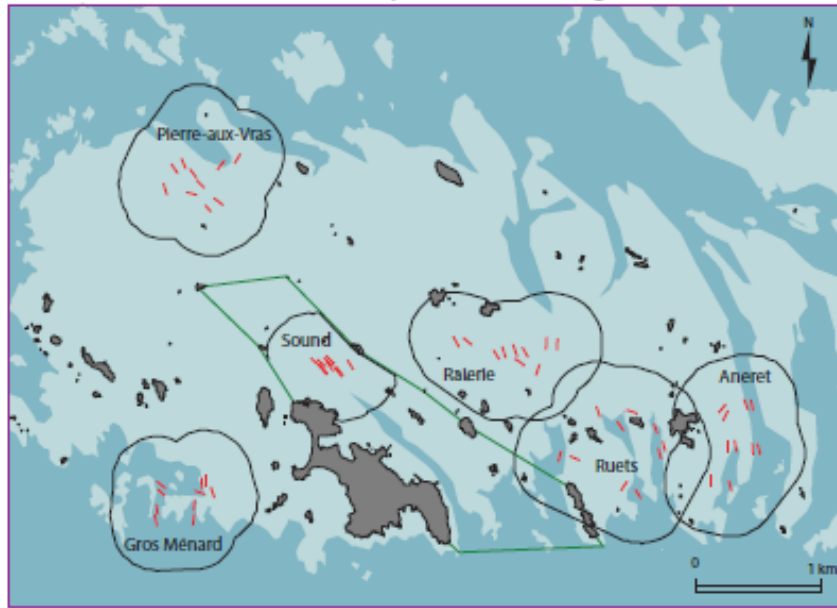 N
Pierre-aux-Vras
Sound
Ralerie
Aneret
Ruets
Gros Ménard
0
1 km